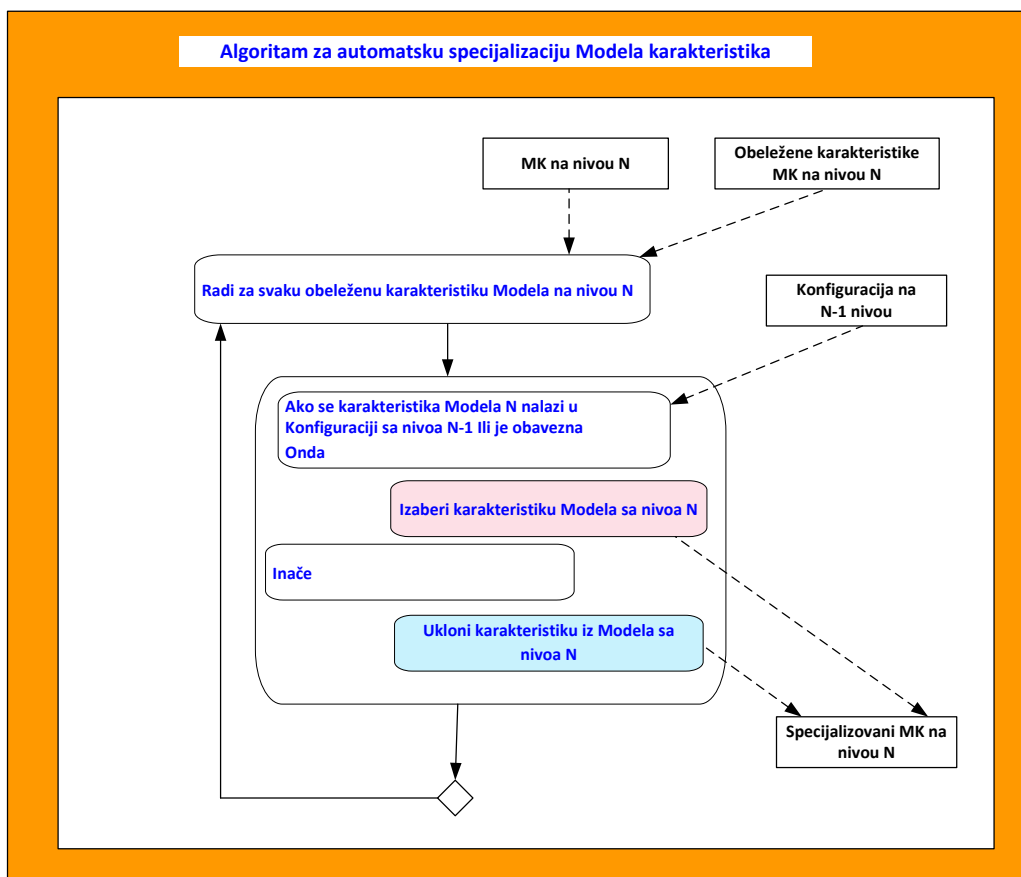 Algoritam za automatsku specijalizaciju Modela karakteristika
MK na nivou N
Obeležene karakteristike
MK na nivou N
Radi za svaku obeleženu karakteristiku Modela na nivou N
Konfiguracija na
N-1 nivou
Ako se karakteristika Modela N nalazi u
Konfiguraciji sa nivoa N-1 Ili je obavezna
Onda
Izaberi karakteristiku Modela sa nivoa N
Inače
Ukloni karakteristiku iz Modela sa
nivoa N
Specijalizovani MK na
nivou N